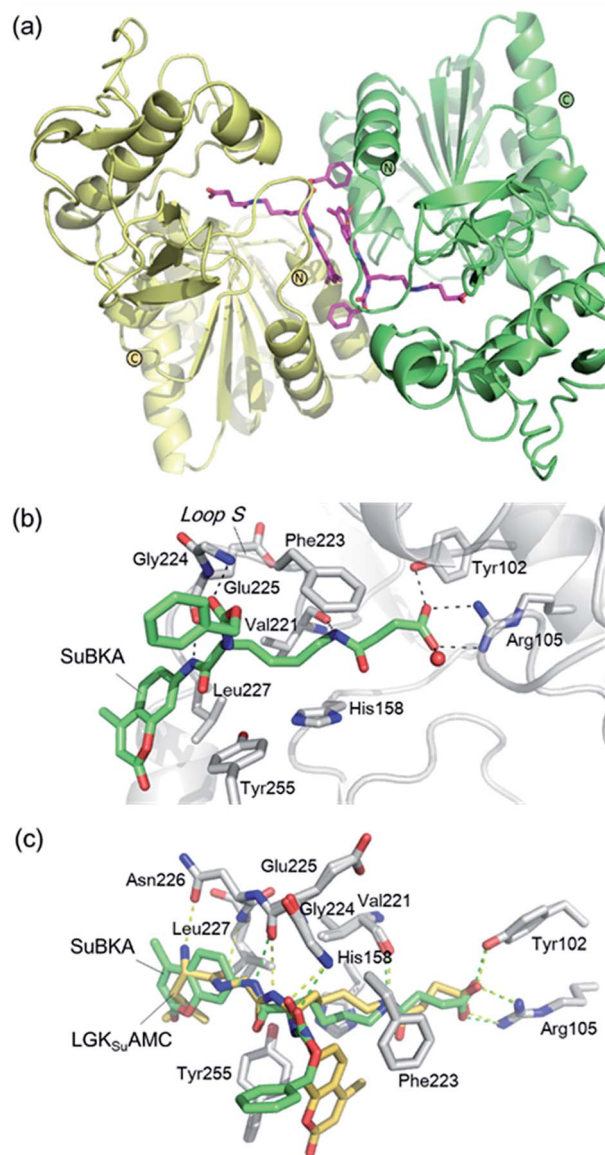 (a)
C
N
N
C
(b)
Loop S
Phe223
Gly224
Glu225
Tyr102
Val221
SuBKA
Arg105
Leu227
His158
Tyr255
(c)
Glu225
Asn226
Val221
Gly224
Leu227
His158
Tyr102
SuBKA
LGKSuAMC
Arg105
Tyr255
Phe223